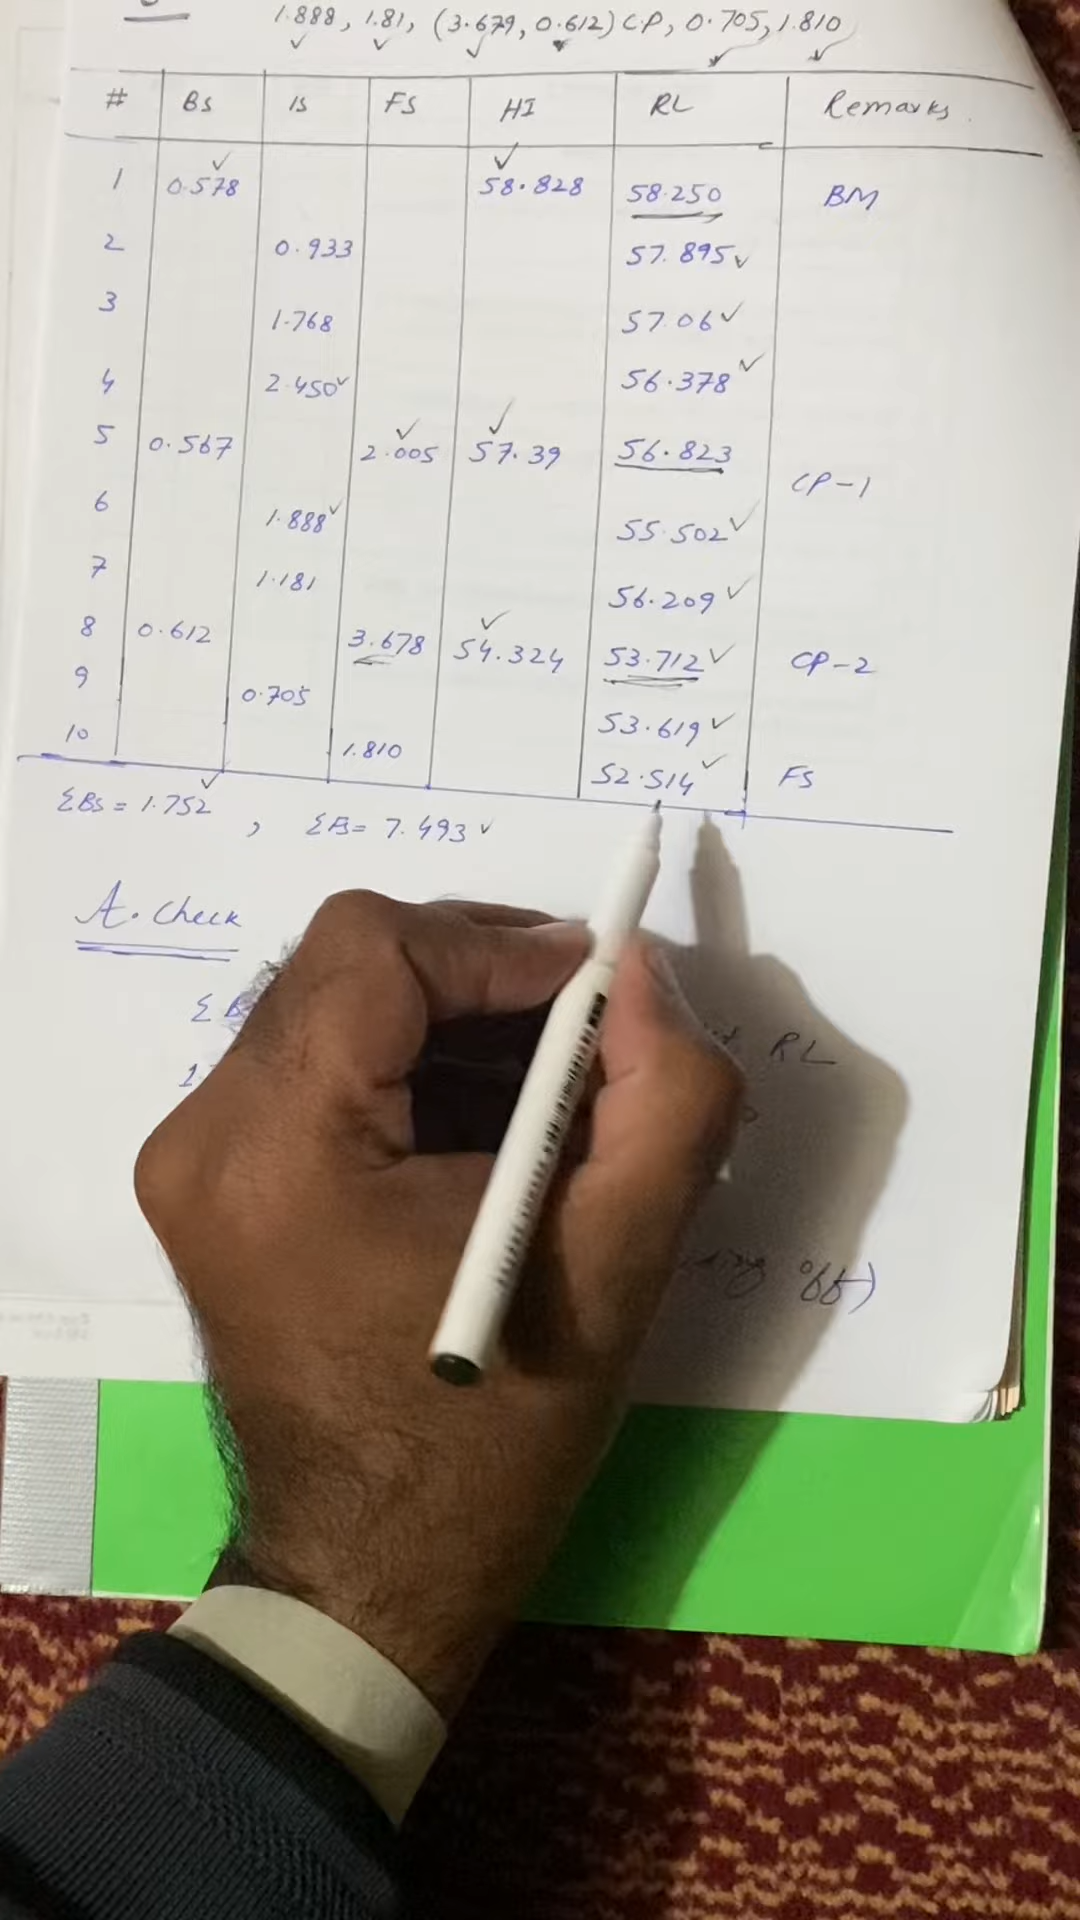 1.888, 1.81, (3.679, 0.612) CP, 0.705, 1.810
# BS IS FS HI RL Remarks.
1 0.578 58.828 58.250 BM
2 0.933 57.895
3 1.768 57.06
4 2.450 56.378
5 0.567 2.005 57.39 56.823 CP-1
6 1.888 55.502
7 1.181 56.209
8 0.612 3.678 54.324 53.712 CP-2
9 0.705 53.619
10 1.810 52.514 FS
ΣBS = 1.752 , ΣFS = 7.493
A. Check
Σ B
RL
1.
off)